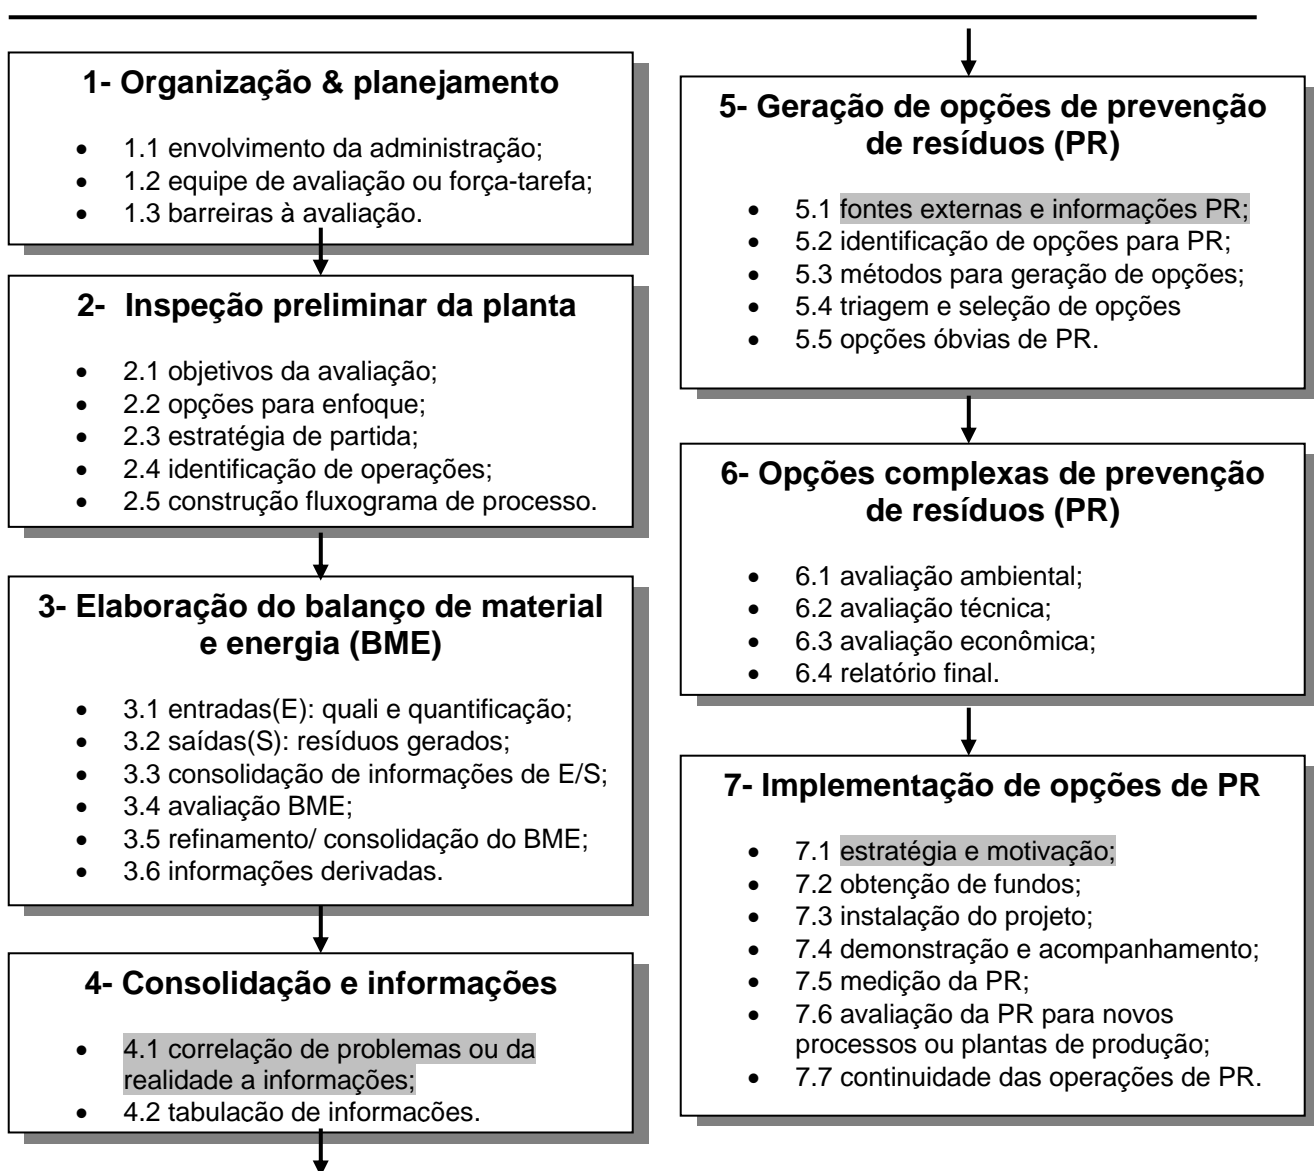 1- Organização & planejamento
• 1.1 envolvimento da administração;
• 1.2 equipe de avaliação ou força-tarefa;
• 1.3 barreiras à avaliação.
2- Inspeção preliminar da planta
• 2.1 objetivos da avaliação;
• 2.2 opções para enfoque;
• 2.3 estratégia de partida;
• 2.4 identificação de operações;
• 2.5 construção fluxograma de processo.
3- Elaboração do balanço de material
e energia (BME)
• 3.1 entradas(E): quali e quantificação;
• 3.2 saídas(S): resíduos gerados;
• 3.3 consolidação de informações de E/S;
• 3.4 avaliação BME;
• 3.5 refinamento/ consolidação do BME;
• 3.6 informações derivadas.
4- Consolidação e informações
• 4.1 correlação de problemas ou da
realidade a informações;
• 4.2 tabulacão de informacões.
5- Geração de opções de prevenção
de resíduos (PR)
• 5.1 fontes externas e informações PR;
• 5.2 identificação de opções para PR;
• 5.3 métodos para geração de opções;
• 5.4 triagem e seleção de opções
• 5.5 opções óbvias de PR.
6- Opções complexas de prevenção
de resíduos (PR)
• 6.1 avaliação ambiental;
• 6.2 avaliação técnica;
• 6.3 avaliação econômica;
• 6.4 relatório final.
7- Implementação de opções de PR
• 7.1 estratégia e motivação;
• 7.2 obtenção de fundos;
• 7.3 instalação do projeto;
• 7.4 demonstração e acompanhamento;
• 7.5 medição da PR;
• 7.6 avaliação da PR para novos
processos ou plantas de produção;
• 7.7 continuidade das operações de PR.